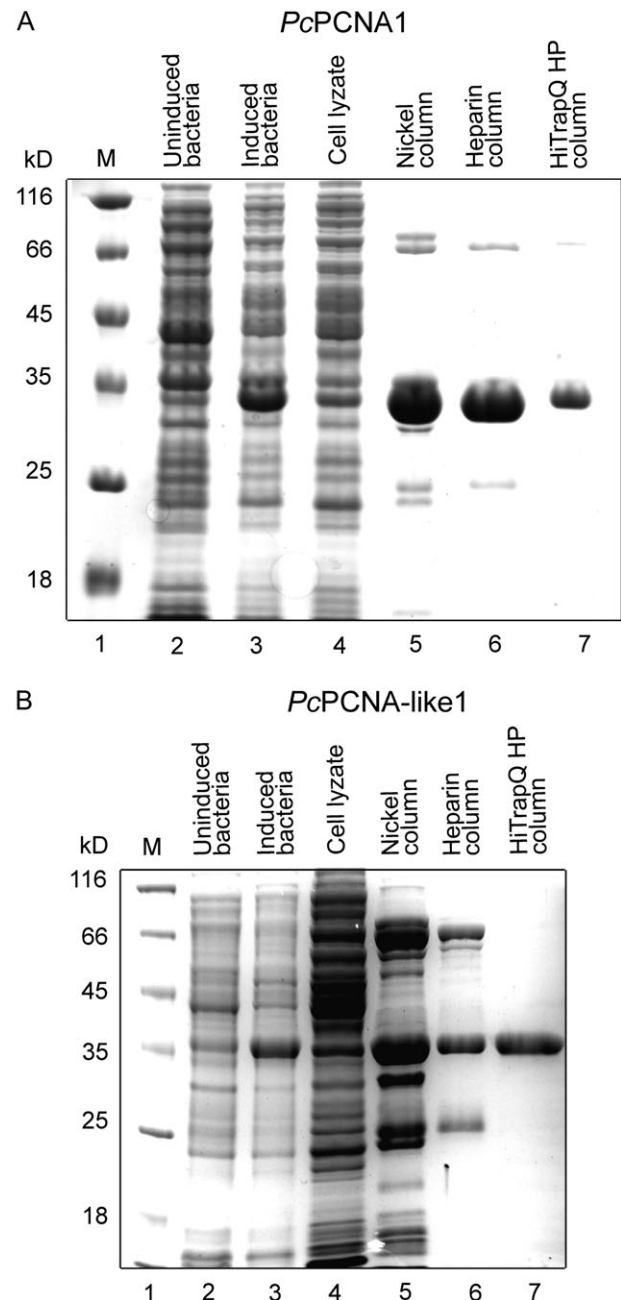 A
PcPCNA1
kD
M
Uninduced
bacteria
Induced
bacteria
Cell lyzate
Nickel
column
Heparin
column
HiTrapQ HP
column
116
66
45
35
25
18
1 2 3 4 5 6 7
B
PcPCNA-like1
kD
M
Uninduced
bacteria
Induced
bacteria
Cell lyzate
Nickel
column
Heparin
column
HiTrapQ HP
column
116
66
45
35
25
18
1 2 3 4 5 6 7